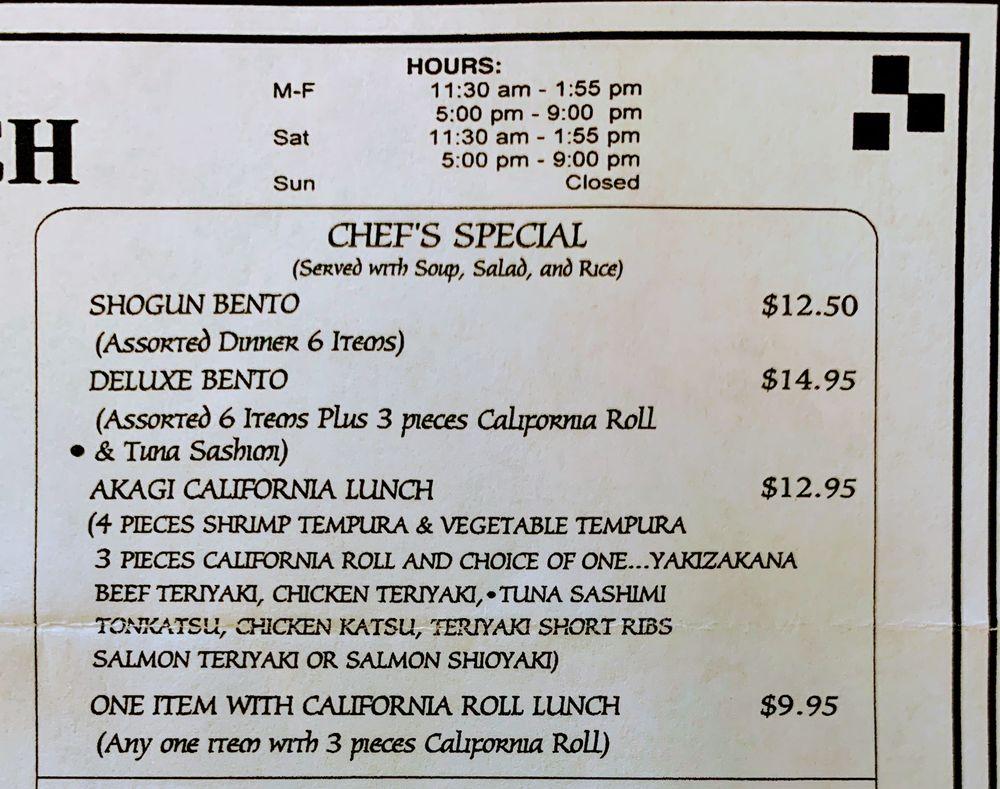 HOURS:
M-F 11:30 am - 1:55 pm
5:00 pm - 9:00 pm
Sat 11:30 am - 1:55 pm
5:00 pm - 9:00 pm
Sun Closed
CH
CHEF'S SPECIAL
(Served with Soup, Salad, and Rice)
SHOGUN BENTO $12.50
(Assorted Dinner 6 Items)
DELUXE BENTO $14.95
(Assorted 6 Items Plus 3 pieces California Roll
• & Tuna Sashimi)
AKAGI CALIFORNIA LUNCH $12.95
(4 PIECES SHRIMP TEMPURA & VEGETABLE TEMPURA
3 PIECES CALIFORNIA ROLL AND CHOICE OF ONE...YAKIZAKANA
BEEF TERIYAKI, CHICKEN TERIYAKI,•TUNA SASHIMI
TONKATSU, CHICKEN KATSU, TERIYAKI SHORT RIBS
SALMON TERIYAKI OR SALMON SHIOYAKI)
ONE ITEM WITH CALIFORNIA ROLL LUNCH $9.95
(Any one item with 3 pieces California Roll)